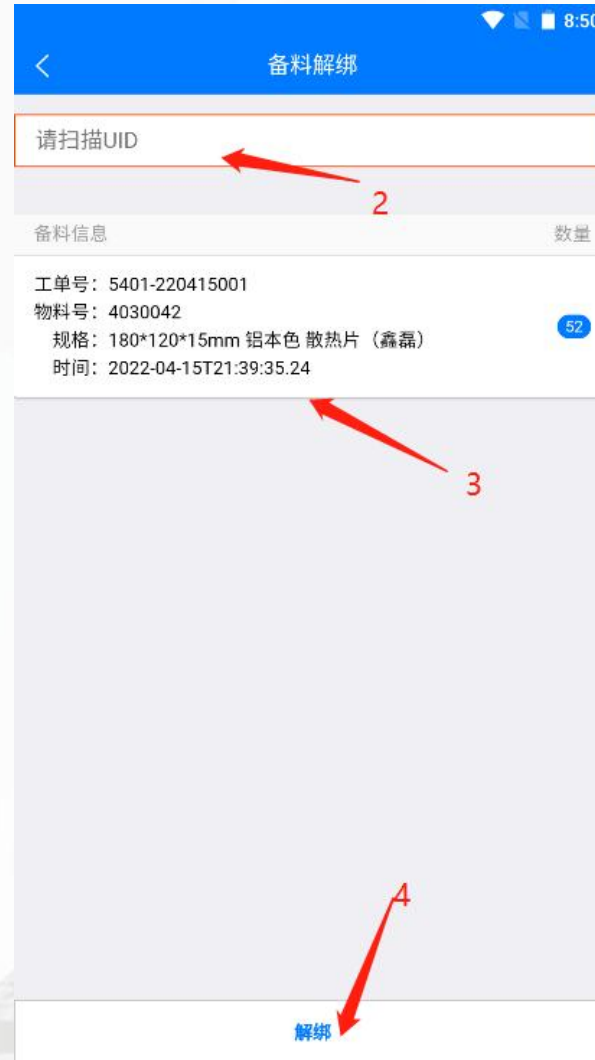 8:50
备料解绑
请扫描UID
2
备料信息 数量
工单号：5401-220415001
物料号：4030042
52
规格：180*120*15mm 铝本色 散热片（鑫磊）
时间：2022-04-15T21:39:35.24
3
4
解绑